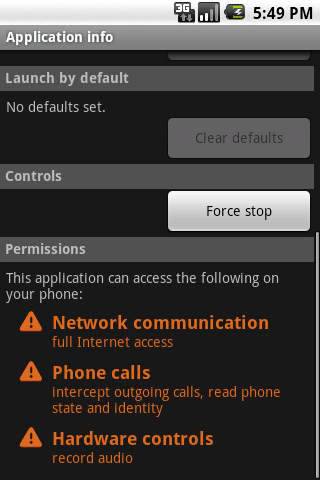 3G 5:49 PM
Application info
Launch by default
No defaults set.
Clear defaults
Controls
Force stop
Permissions
This application can access the following on
your phone:
Network communication
full Internet access
Phone calls
intercept outgoing calls, read phone
state and identity
Hardware controls
record audio